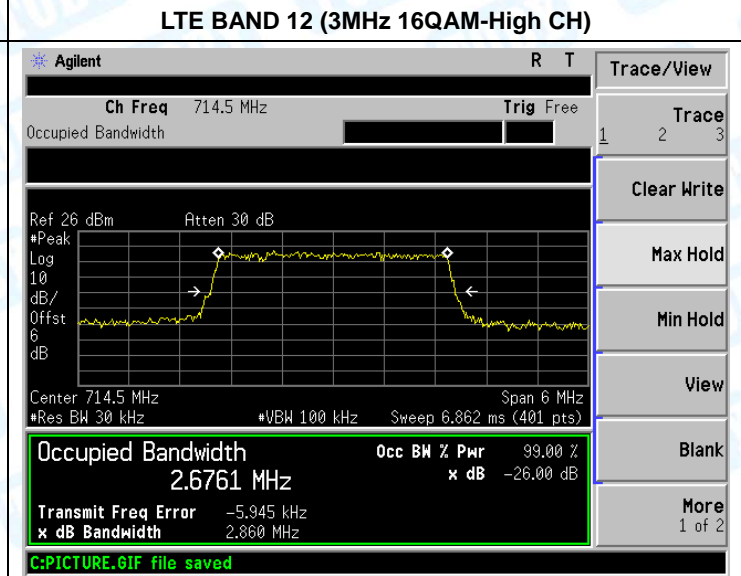 LTE BAND 12 (3MHz 16QAM-High CH)
Agilent R T
Trace/View
Ch Freq 714.5 MHz Trig Free
Occupied Bandwidth
Trace
1 2 3
Clear Write
Ref 26 dBm Atten 30 dB
#Peak
Log
10
dB/
Offst
6
dB
Max Hold
Min Hold
Center 714.5 MHz Span 6 MHz
#Res BW 30 kHz #VBW 100 kHz Sweep 6.862 ms (401 pts)
View
Occupied Bandwidth Occ BW % Pwr 99.00 %
2.6761 MHz x dB -26.00 dB
Blank
Transmit Freq Error -5.945 kHz
x dB Bandwidth 2.860 MHz
More
1 of 2
C:PICTURE.GIF file saved